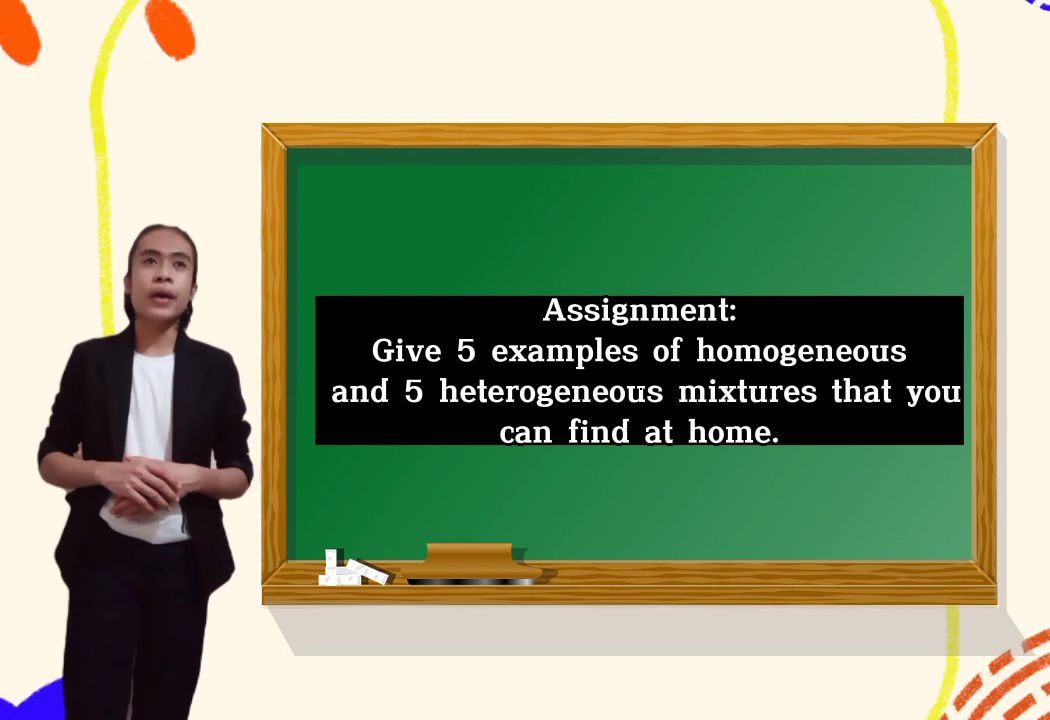 Assignment:
Give 5 examples of homogeneous
and 5 heterogeneous mixtures that you
can find at home.